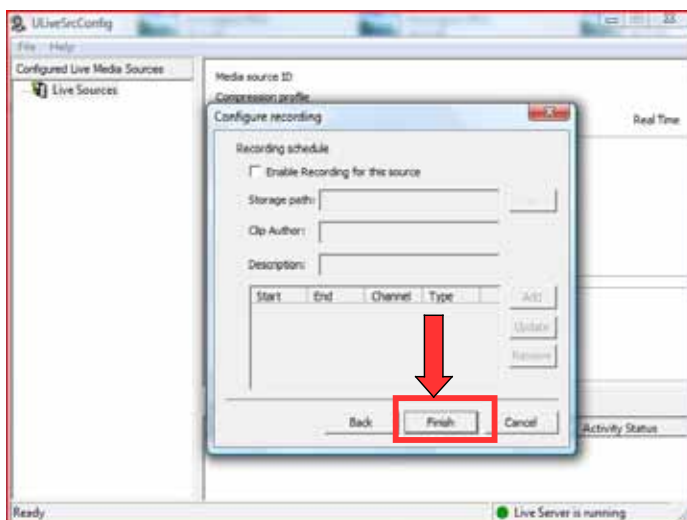 ULiveSrcConfig
File Help
Configured Live Media Sources
Live Sources
Media source ID
Compression profile
Real Time
Configure recording
Recording schedule
Enable Recording for this source
Storage path:
Clip Author:
Description:
Start End Channel Type
Add
Update
Remove
Back Finish Cancel
Activity Status
Ready Live Server is running